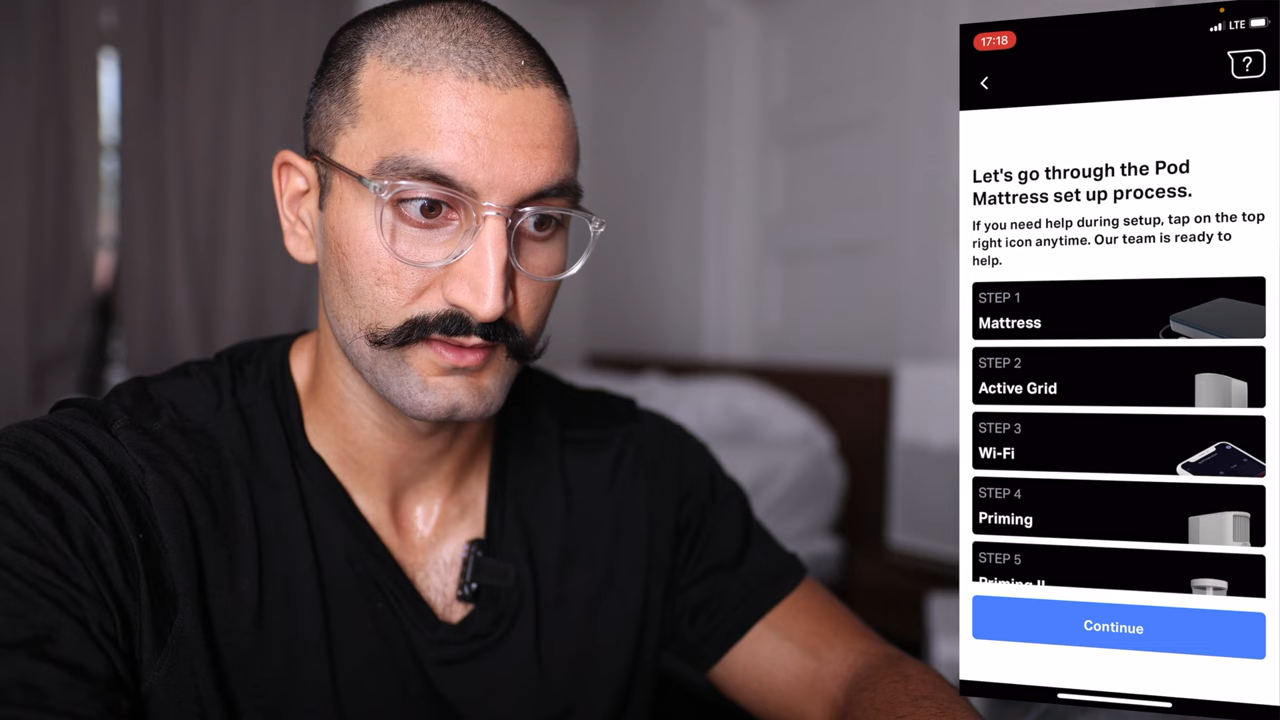 17:18
LTE
?
Let's go through the Pod
Mattress set up process.
If you need help during setup, tap on the top
right icon anytime. Our team is ready to
help.
STEP 1
Mattress
STEP 2
Active Grid
STEP 3
Wi-Fi
STEP 4
Priming
STEP 5
Priming II
Continue